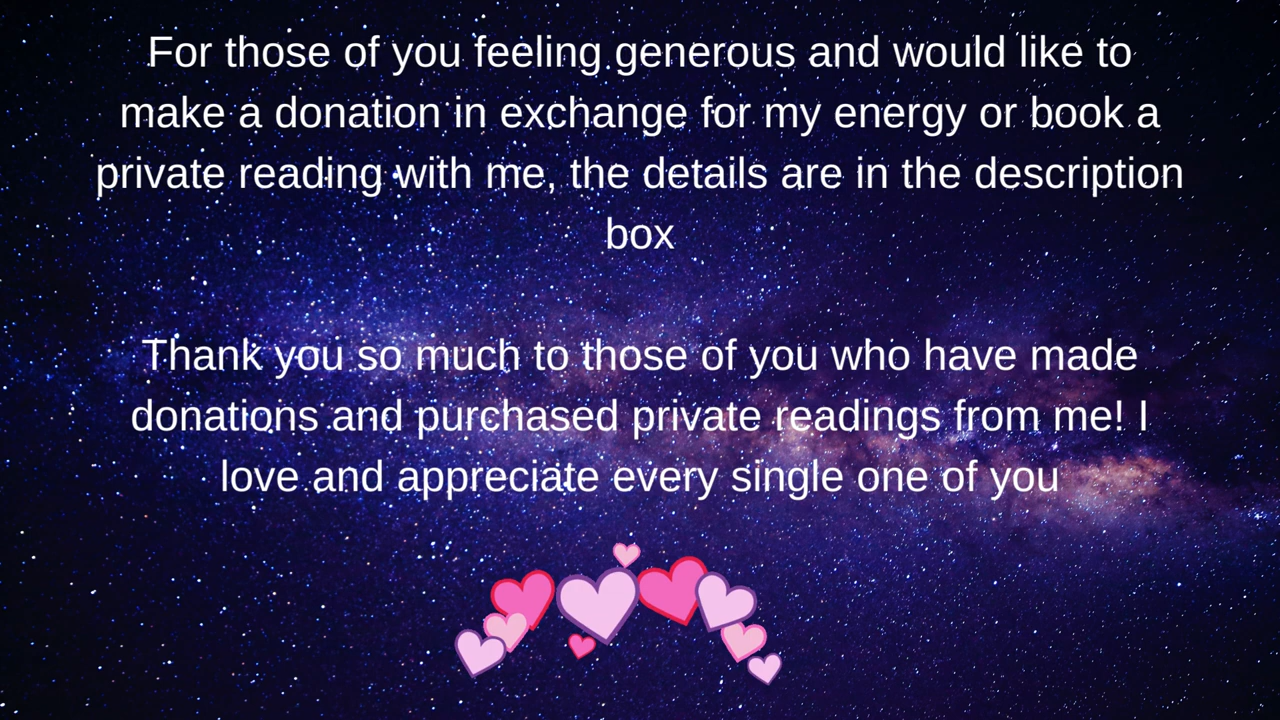 For those of you feeling generous and would like to
make a donation in exchange for my energy or book a
private reading with me, the details are in the description
box
Thank you so much to those of you who have made
donations and purchased private readings from me! I
love and appreciate every single one of you